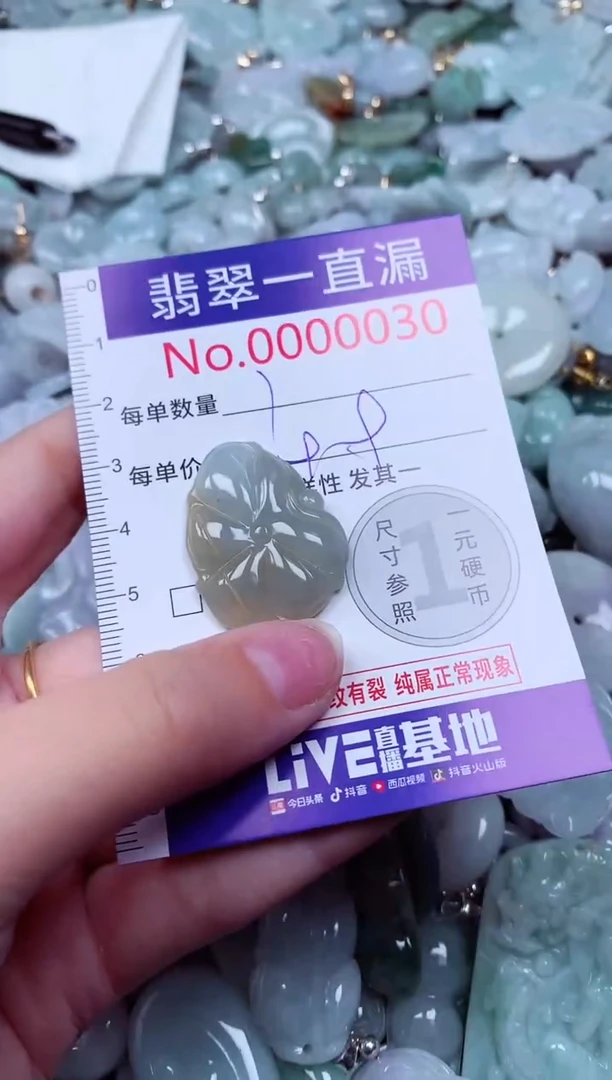 翡翠一直漏
No.0000030
0
1
2
3
4
5
每单数量
每单价
样性 发其一
尺寸参照
1
一元硬币
纹有裂 纯属正常现象
LiVE直播基地
今日头条 抖音 西瓜视频 抖音火山版